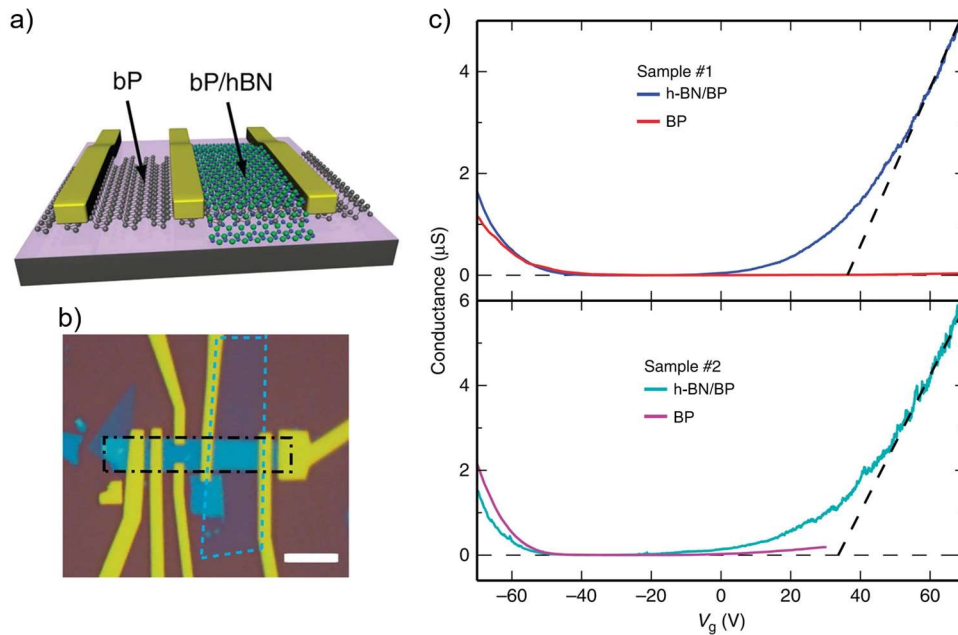 a)
bP
bP/hBN
b)
c)
Conductance (μS)
4
2
0
Sample #1
h-BN/BP
BP
6
4
2
0
Sample #2
h-BN/BP
BP
−60
−40
−20
0
20
40
60
Vg (V)